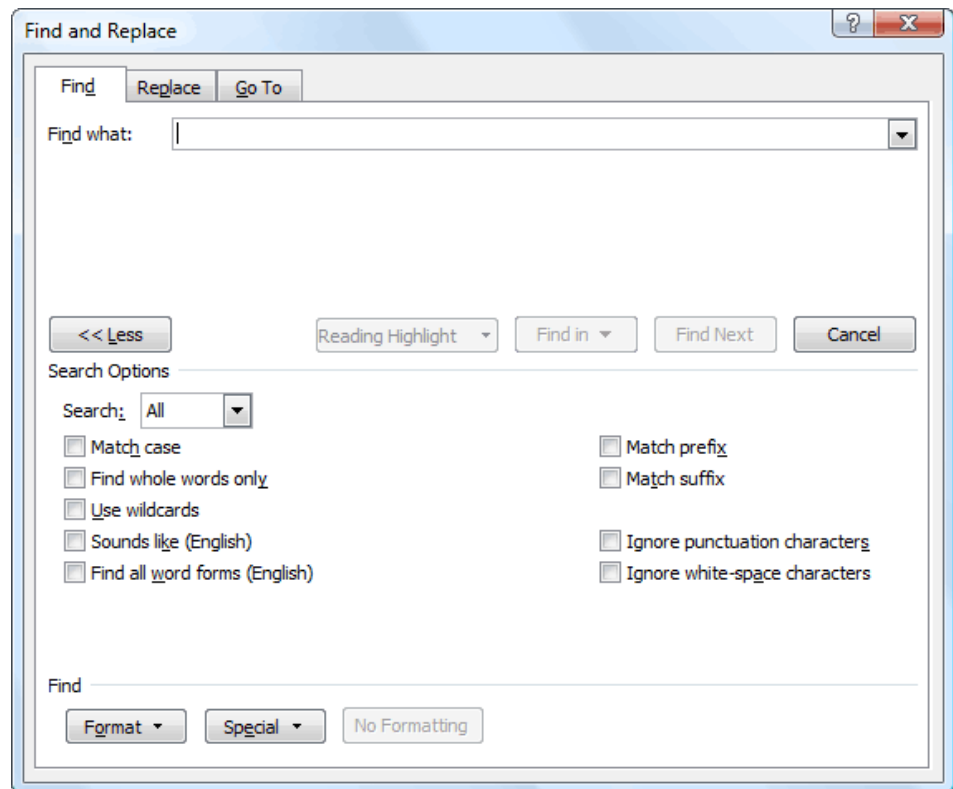 Find and Replace
Find Replace Go To
Find what:
<< Less Reading Highlight Find in Find Next Cancel
Search Options
Search: All
Match case Match prefix
Find whole words only Match suffix
Use wildcards
Sounds like (English) Ignore punctuation characters
Find all word forms (English) Ignore white-space characters
Find
Format Special No Formatting